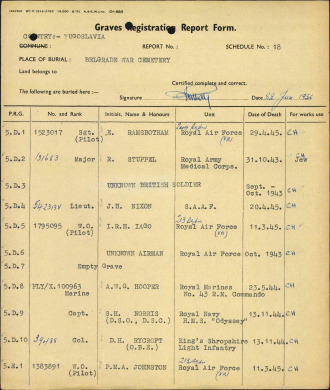 Graves Registration Report Form.
COUNTRY:- YUGOSLAVIA
COMMUNE:
REPORT No.:
SCHEDULE No.: 18
PLACE OF BURIAL: BELGRADE WAR CEMETERY
Land belongs to
Certified complete and correct.
The following are buried here:
Signature
Date
P.R.G. No. and Rank Initials, Name & Honours Unit Date of Death For use
5.D.1 1523017 Sgt. E. RAMSBOTHAM Royal Air Force 29.4.45. CH
(Pilot)
5.D.2 Major R. STUPPEL Royal Army 31.10.43. CH
Medical Corps. Jew
5.D.3 UNKNOWN BRITISH SOLDIER Sept. -
Oct. 1943 CH
5.D.4 Lieut. J.H. NIXON S.A.A.F. 20.4.45. CH
5.D.5 1795095 W.O. I.R.H. IAGO Royal Air Force 11.3.45. CH
(Pilot)
5.D.6 UNKNOWN AIRMAN Royal Air Force Oct. 1943 CH
5.D.7 Empty Grave
5.D.8 PLY/X.100963 A.W.G. HOOPER Royal Marines 23.5.44. CH
Marine No. 43 R.M. Commando
5.D.9 Capt. G.H. NORRIS Royal Navy 13.11.44. CH
(D.S.O., D.S.C.) H.M.S. "Odyssey"
5.D.10 Col. D.H. RYCROFT King's Shropshire 13.11.44. CH
(O.B.E.) Light Infantry
5.E.1 1383891 W.O. P.M.A. JOHNSTON Royal Air Force 11.3.45. CH
(Pilot)